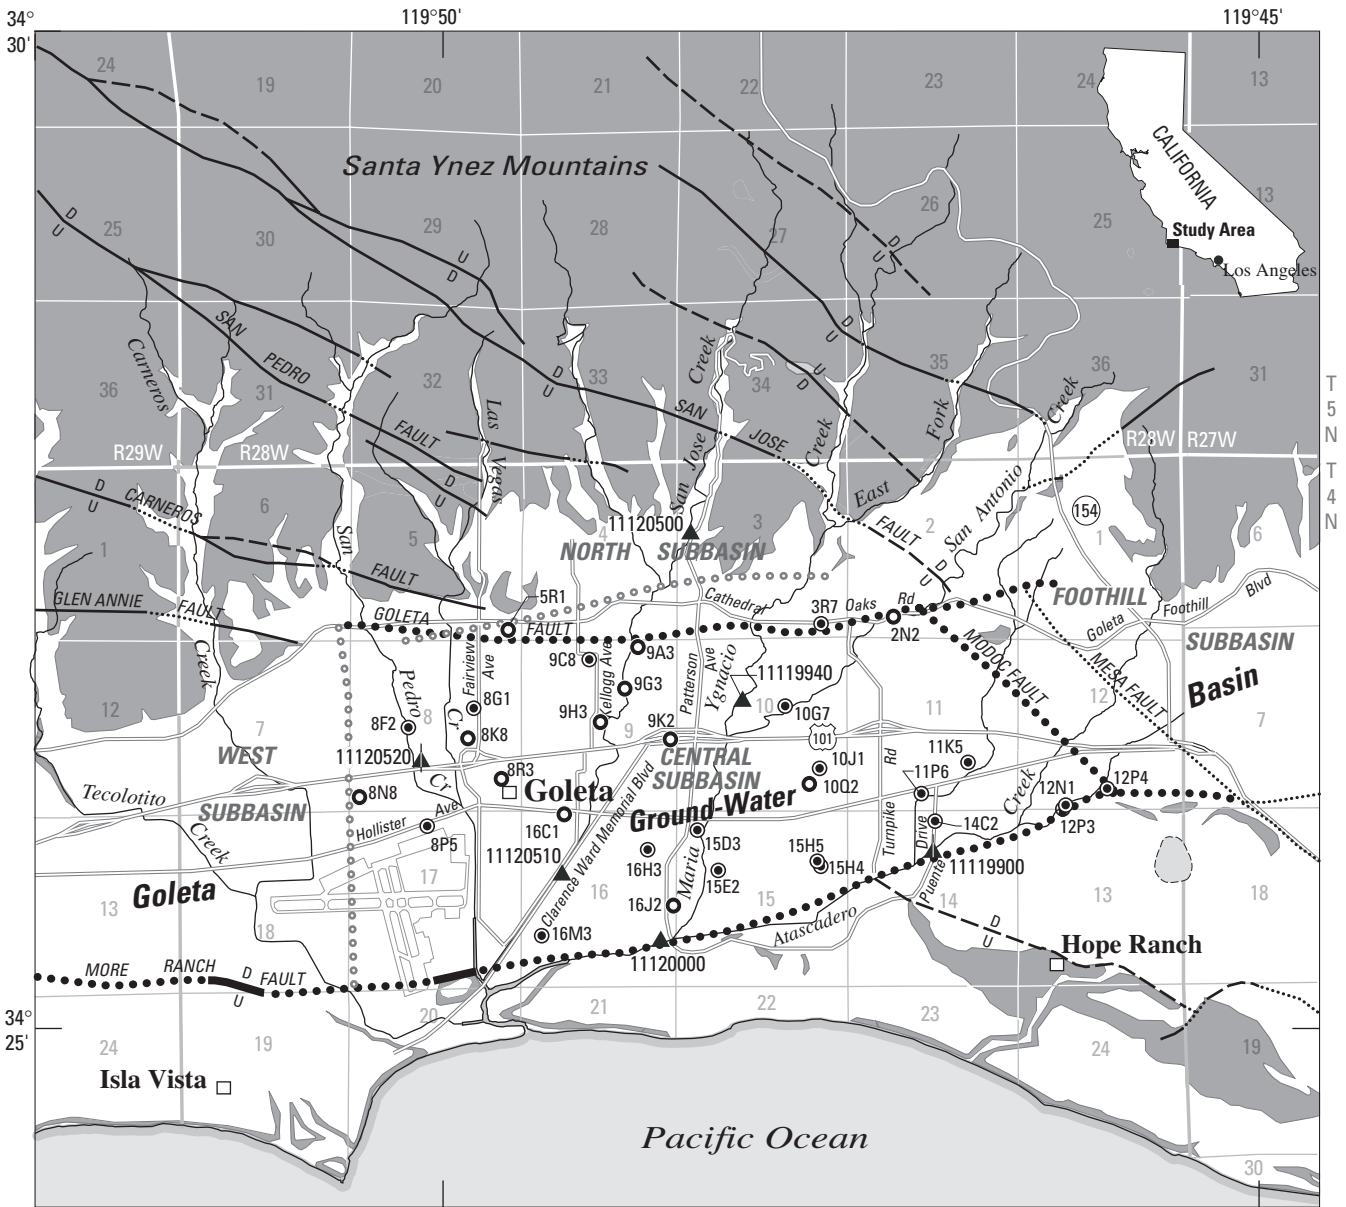 119°50'
119°45'
34°
30'
24
19
20
21
22
23
24
13
Santa Ynez Mountains
CALIFORNIA
13
Study Area
Los Angeles
D
U
25
30
29
28
27
26
25
U
D
D
U
SAN
PEDRO
FAULT
Carneros
Creek
36
31
32
33
34
35
36
31
D
U
D
U
U
D
SAN
JOSE
FAULT
Las
Vegas
Cr
San Jose
Creek
Creek
East
Fork
San Antonio
Creek
T
5
N
T
4
N
R29W
R28W
R28W
R27W
D
U
CARNEROS
FAULT
D
U
1
6
5
4
3
2
1
6
11120500
154
NORTH SUBBASIN
GLEN ANNIE
FAULT
GOLETA
FAULT
5R1
Cathedral
Oaks
Rd
3R7
2N2
D
U
FOOTHILL
SUBBASIN
Foothill
Blvd
Goleta
San
Pedro
Cr
Fairview
Ave
9C8
9A3
Kellogg Ave
9G3
9H3
Patterson
Ave
Ygnacio
Maria
11119940
MODOC FAULT
MESA FAULT
Basin
12
7
8
9
10
11
12
7
8F2
8G1
8K8
9K2
10G7
101
WEST
SUBBASIN
11120520
CENTRAL
SUBBASIN
10J1
10Q2
11K5
11P6
Turnpike
Rd
Creek
12N1
12P4
12P3
Tecolotito
Creek
8N8
8R3
Goleta
Ground-Water
Hollister
Ave
8P5
16C1
Clarence Ward Memorial Blvd
11120510
16H3
15D3
15E2
15H5
15H4
Drive
Puente
14C2
11119900
Goleta
13
18
17
16
15
14
13
18
16J2
16M3
11120000
Atascadero
D
U
Hope Ranch
MORE
RANCH
FAULT
D
U
34°
25'
24
19
20
21
22
23
24
19
30
Isla Vista
Pacific Ocean